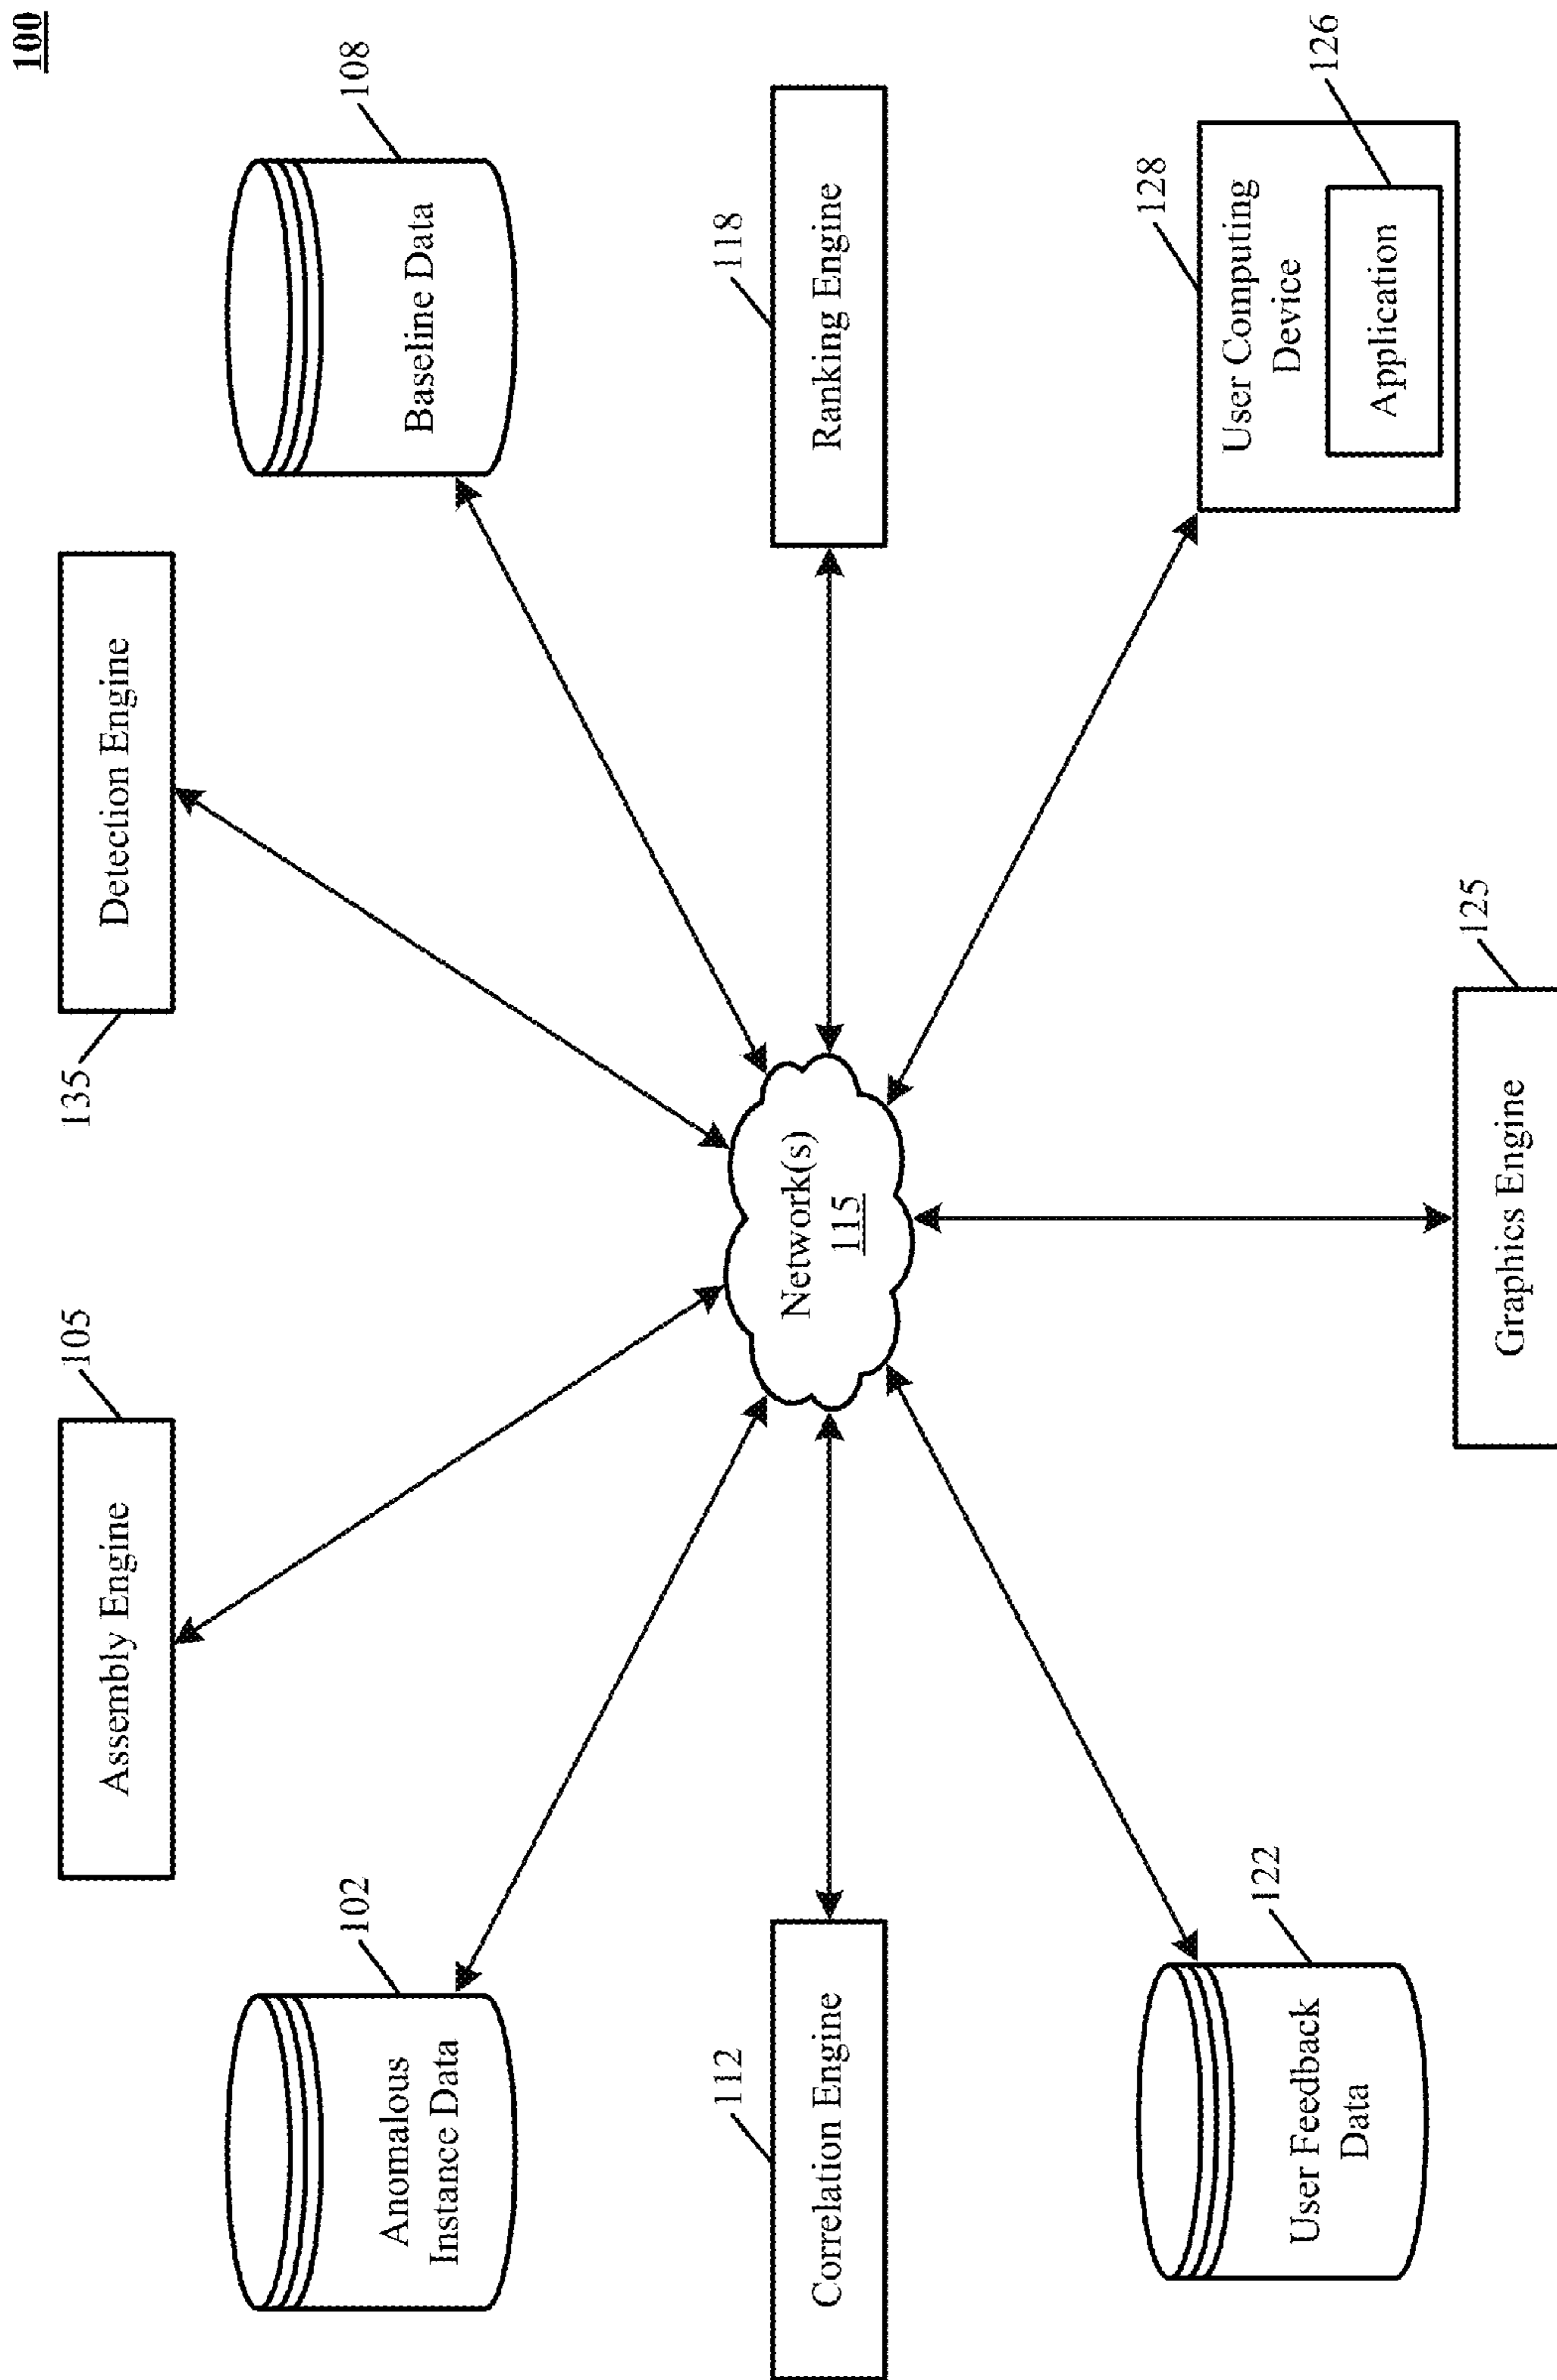 100
105
Assembly Engine
135
Detection Engine
102
Anomalous
Instance Data
108
Baseline Data
112
Correlation Engine
Network(s)
115
118
Ranking Engine
122
User Feedback
Data
125
Graphics Engine
128
User Computing
Device
126
Application